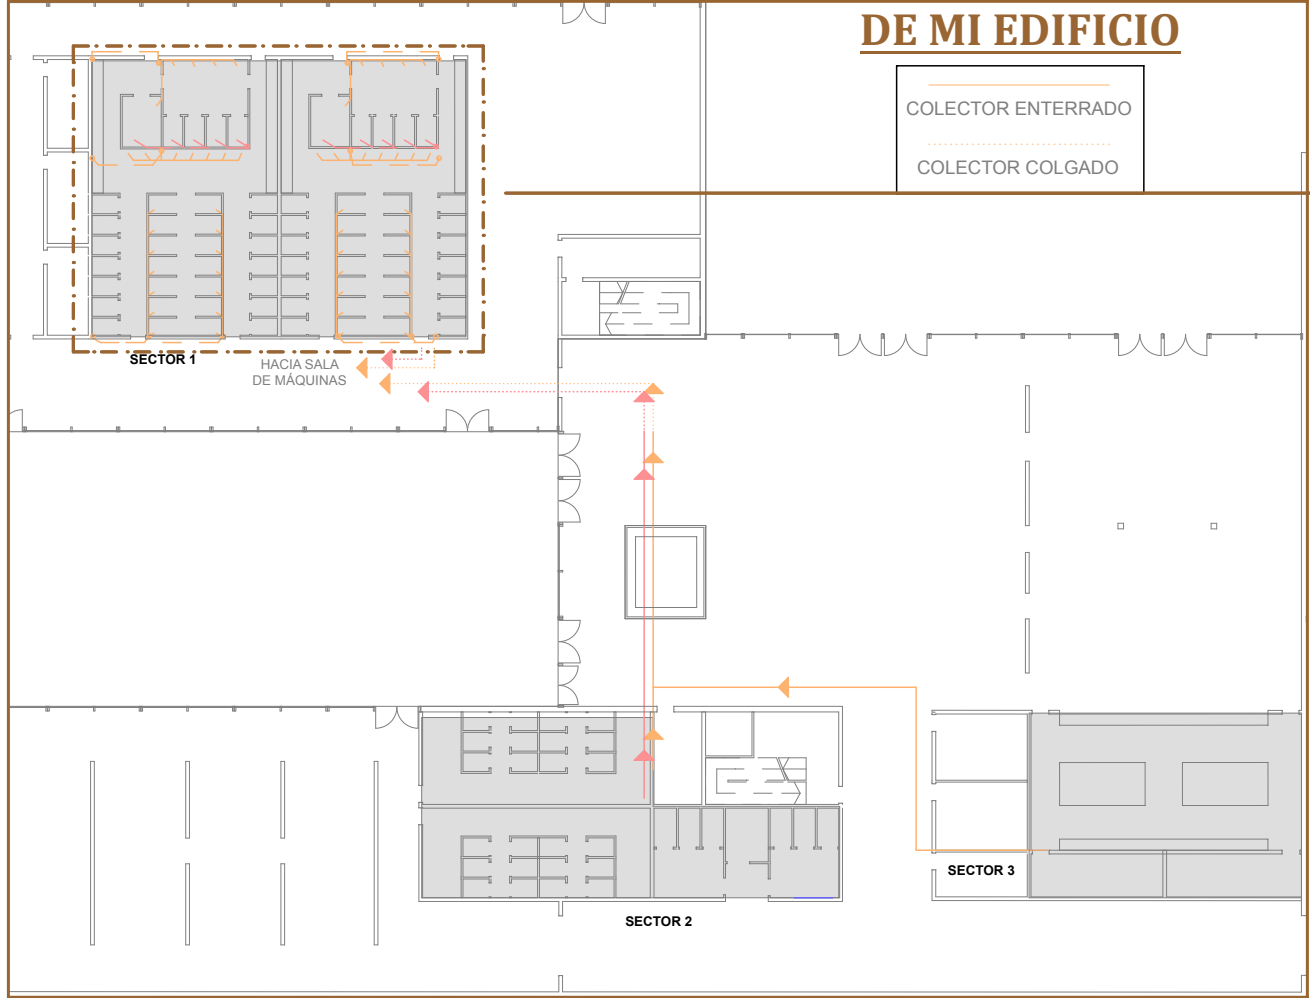 DE MI EDIFICIO
COLECTOR ENTERRADO
COLECTOR COLGADO
SECTOR 1
HACIA SALA
DE MÁQUINAS
SECTOR 3
SECTOR 2